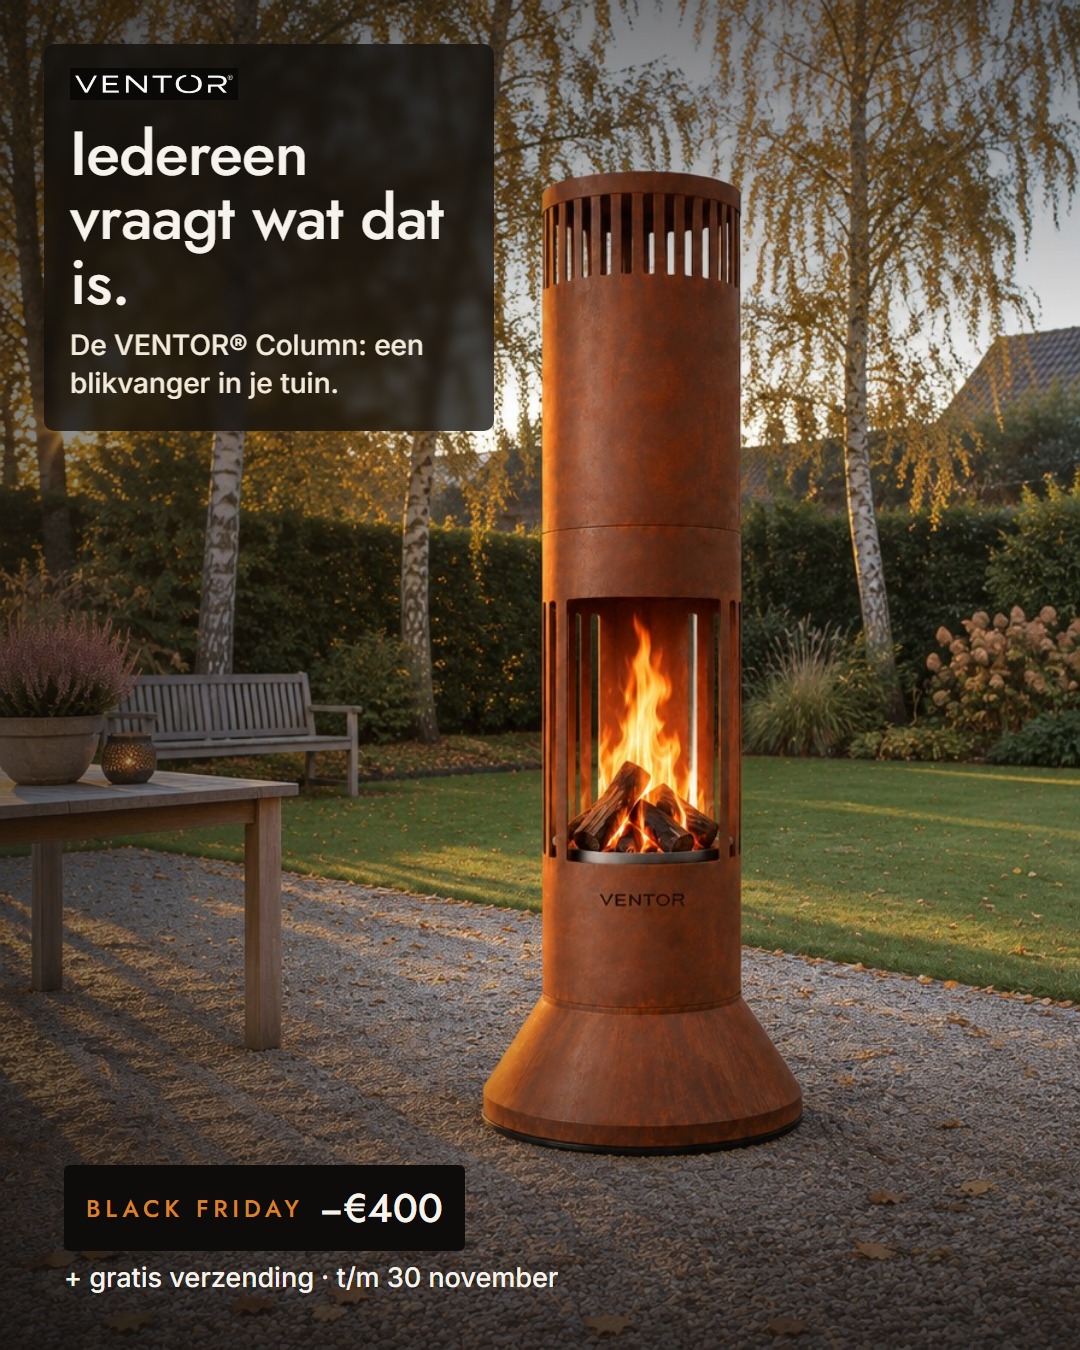 VENTOR®
Iedereen
vraagt wat dat
is.
De VENTOR® Column: een
blikvanger in je tuin.
VENTOR
BLACK FRIDAY –€400
+ gratis verzending · t/m 30 november